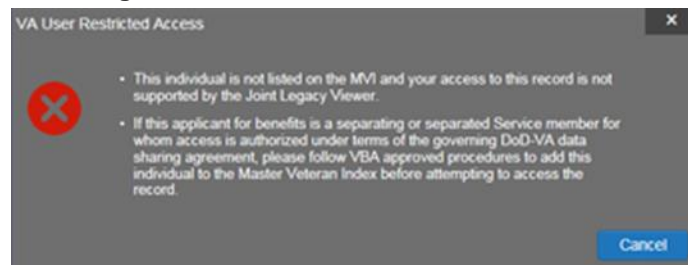 VA User Restricted Access
• This individual is not listed on the MVI and your access to this record is not
supported by the Joint Legacy Viewer.
• If this applicant for benefits is a separating or separated Service member for
whom access is authorized under terms of the governing DoD-VA data
sharing agreement, please follow VBA approved procedures to add this
individual to the Master Veteran Index before attempting to access the
record.
Cancel